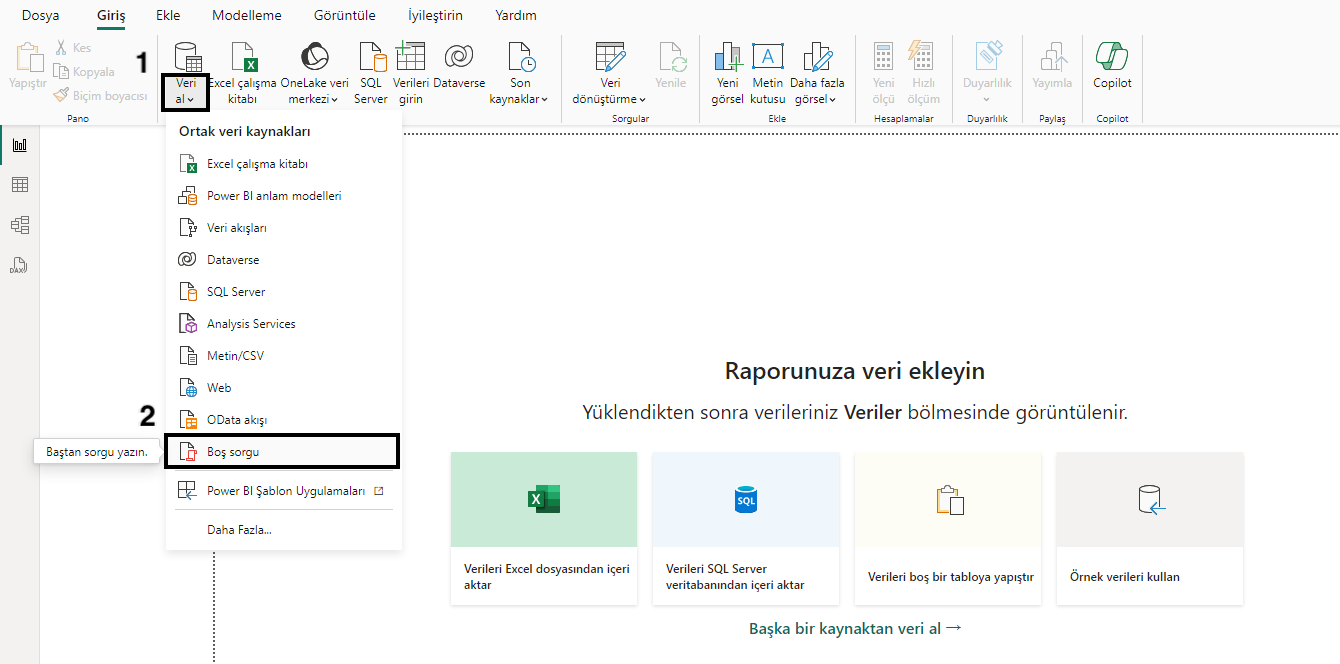 Dosya Giriş Ekle Modelleme Görüntüle İyileştirin Yardım
Yapıştır
Kes
Kopyala
Biçim boyacısı
Pano
1
Veri
al
Excel çalışma
kitabı
OneLake veri
merkezi
SQL
Server
Verileri
girin
Dataverse
Son
kaynaklar
Veri
dönüştürme
Yenile
Sorgular
Yeni
görsel
A
Metin
kutusu
Daha fazla
görsel
Ekle
Yeni
ölçü
Hızlı
ölçüm
Hesaplamalar
Duyarlılık
Duyarlılık
Yayımla
Paylaş
Copilot
Copilot
DAX
Ortak veri kaynakları
Excel çalışma kitabı
Power BI anlam modelleri
Veri akışları
Dataverse
SQL Server
Analysis Services
Metin/CSV
Web
OData akışı
2
Boş sorgu
Baştan sorgu yazın.
Power BI Şablon Uygulamaları
Daha Fazla...
Raporunuza veri ekleyin
Yüklendikten sonra verileriniz Veriler bölmesinde görüntülenir.
SQL
Verileri Excel dosyasından içeri
aktar
Verileri SQL Server
veritabanından içeri aktar
Verileri boş bir tabloya yapıştır
Örnek verileri kullan
Başka bir kaynaktan veri al →